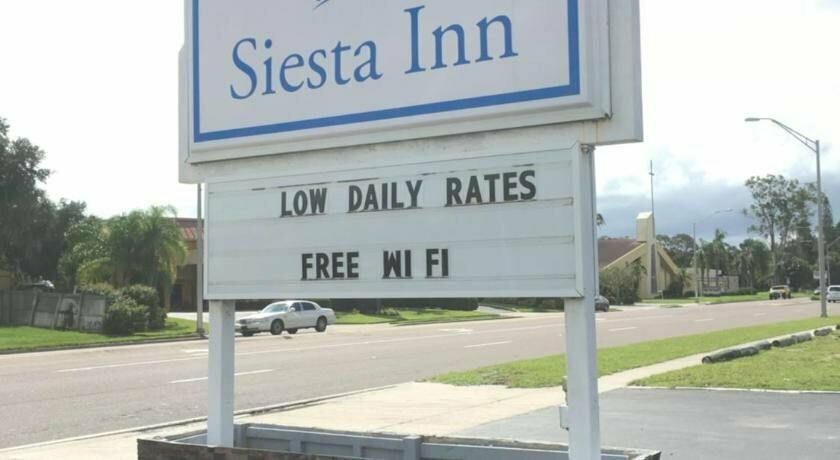 Siesta Inn
LOW DAILY RATES
FREE WI FI